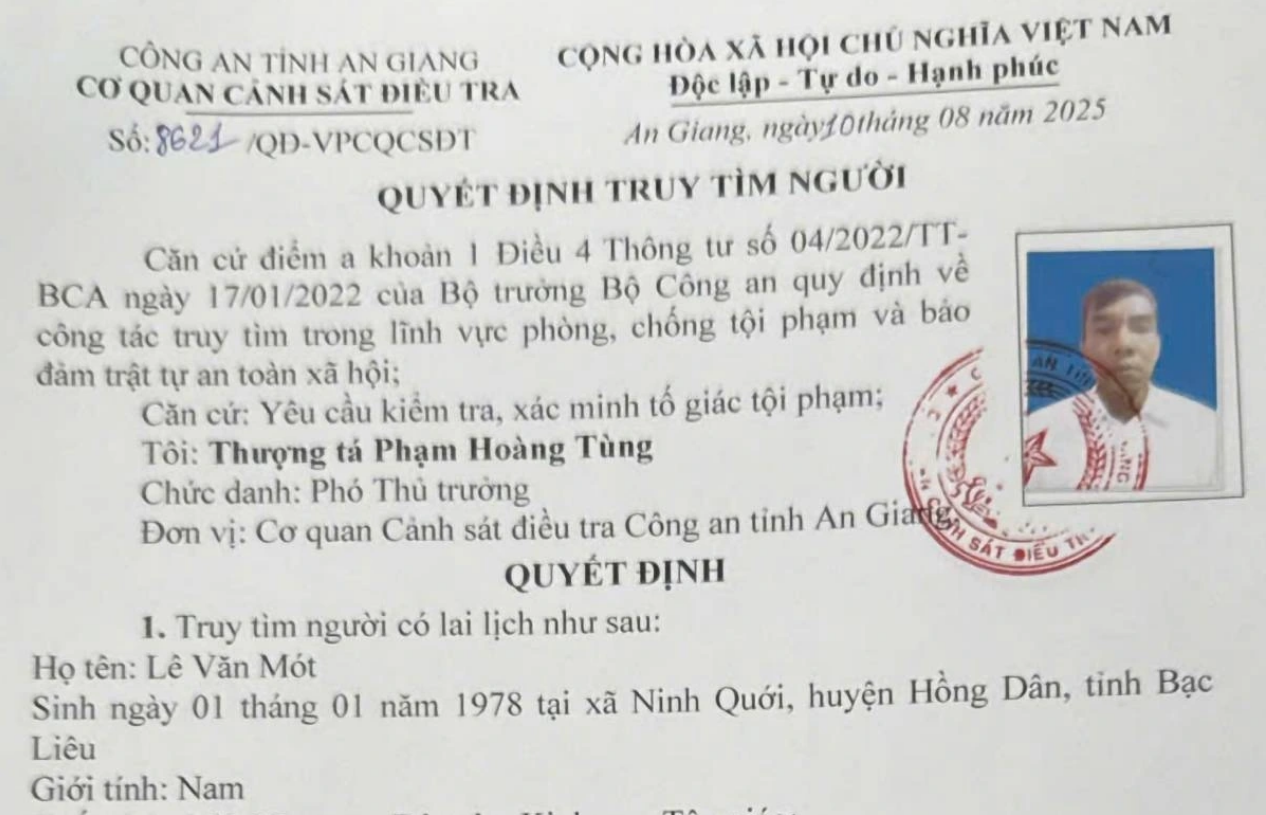 CÔNG AN TỈNH AN GIANG
CƠ QUAN CẢNH SÁT ĐIỀU TRA
Số: 8621 /QĐ-VPCQCSĐT
CỘNG HÒA XÃ HỘI CHỦ NGHĨA VIỆT NAM
Độc lập - Tự do - Hạnh phúc
An Giang, ngày 10 tháng 08 năm 2025
QUYẾT ĐỊNH TRUY TÌM NGƯỜI
Căn cứ điểm a khoản 1 Điều 4 Thông tư số 04/2022/TT-
BCA ngày 17/01/2022 của Bộ trưởng Bộ Công an quy định về
công tác truy tìm trong lĩnh vực phòng, chống tội phạm và bảo
đảm trật tự an toàn xã hội;
Căn cứ: Yêu cầu kiểm tra, xác minh tố giác tội phạm;
Tôi: Thượng tá Phạm Hoàng Tùng
Chức danh: Phó Thủ trưởng
Đơn vị: Cơ quan Cảnh sát điều tra Công an tỉnh An Giang.
SÁT ĐIỀU
QUYẾT ĐỊNH
1. Truy tìm người có lai lịch như sau:
Họ tên: Lê Văn Mót
Sinh ngày 01 tháng 01 năm 1978 tại xã Ninh Quới, huyện Hồng Dân, tỉnh Bạc
Liêu
Giới tính: Nam